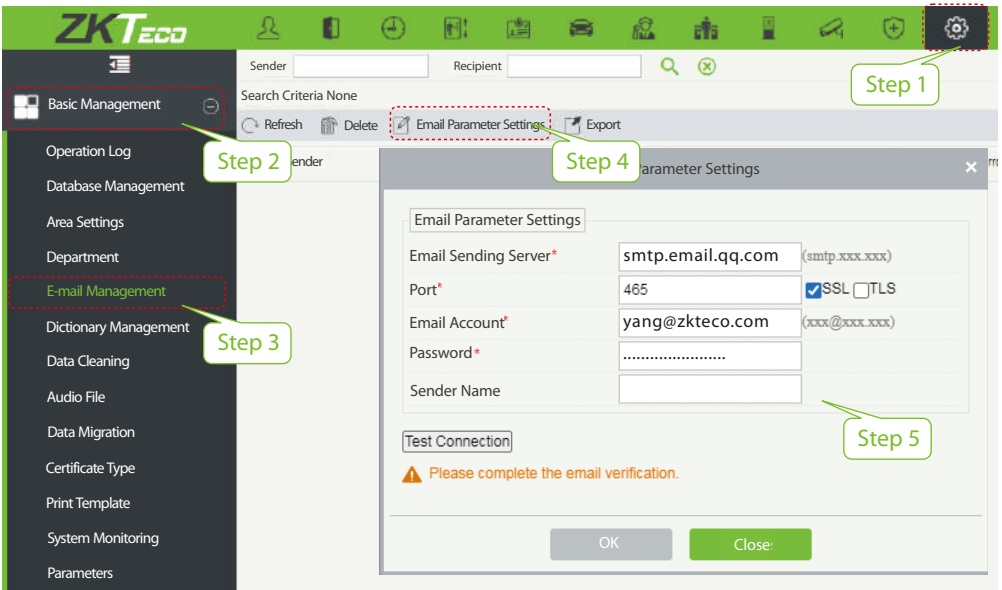 ZKTECO
Sender
Recipient
Step 1
Basic Management
Search Criteria None
Refresh
Delete
Email Parameter Settings
Export
Step 2
Step 4
ender
Parameter Settings
Operation Log
Database Management
Area Settings
Department
E-mail Management
Dictionary Management
Data Cleaning
Audio File
Data Migration
Certificate Type
Print Template
System Monitoring
Parameters
Step 3
Email Parameter Settings
Email Sending Server*
smtp.email.qq.com
(smtp.xxx.xxx)
Port*
465
SSL
TLS
Email Account*
yang@zkteco.com
(xxx@xxx.xxx)
Password*
.......................
Sender Name
Step 5
Test Connection
Please complete the email verification.
OK
Close